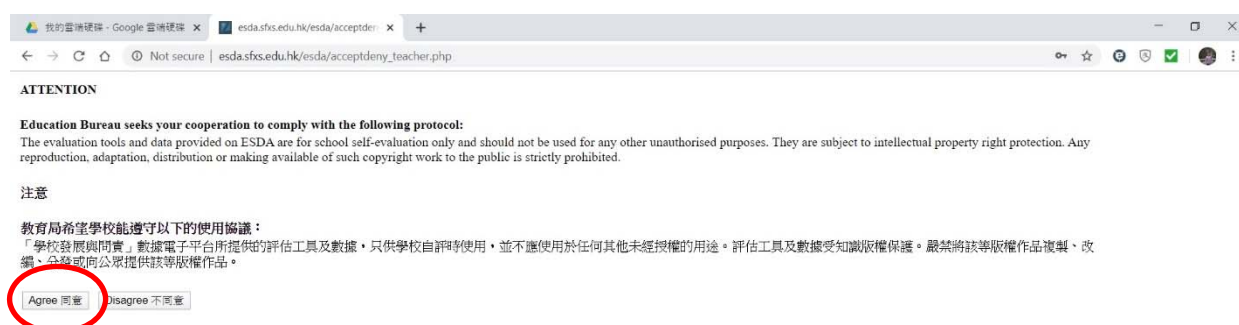 我的雲端硬碟 - Google 雲端硬碟
esda.sfxs.edu.hk/esda/acceptden
Not secure | esda.sfxs.edu.hk/esda/acceptdeny_teacher.php
ATTENTION
Education Bureau seeks your cooperation to comply with the following protocol:
The evaluation tools and data provided on ESDA are for school self-evaluation only and should not be used for any other unauthorised purposes. They are subject to intellectual property right protection. Any
reproduction, adaptation, distribution or making available of such copyright work to the public is strictly prohibited.
注意
教育局希望學校能遵守以下的使用協議：
「學校發展與問責」數據電子平台所提供的評估工具及數據，只供學校自評時使用，並不應使用於任何其他未經授權的用途。評估工具及數據受知識版權保護。嚴禁將該等版權作品複製、改
編、分發或向公眾提供該等版權作品。
Agree 同意
Disagree 不同意